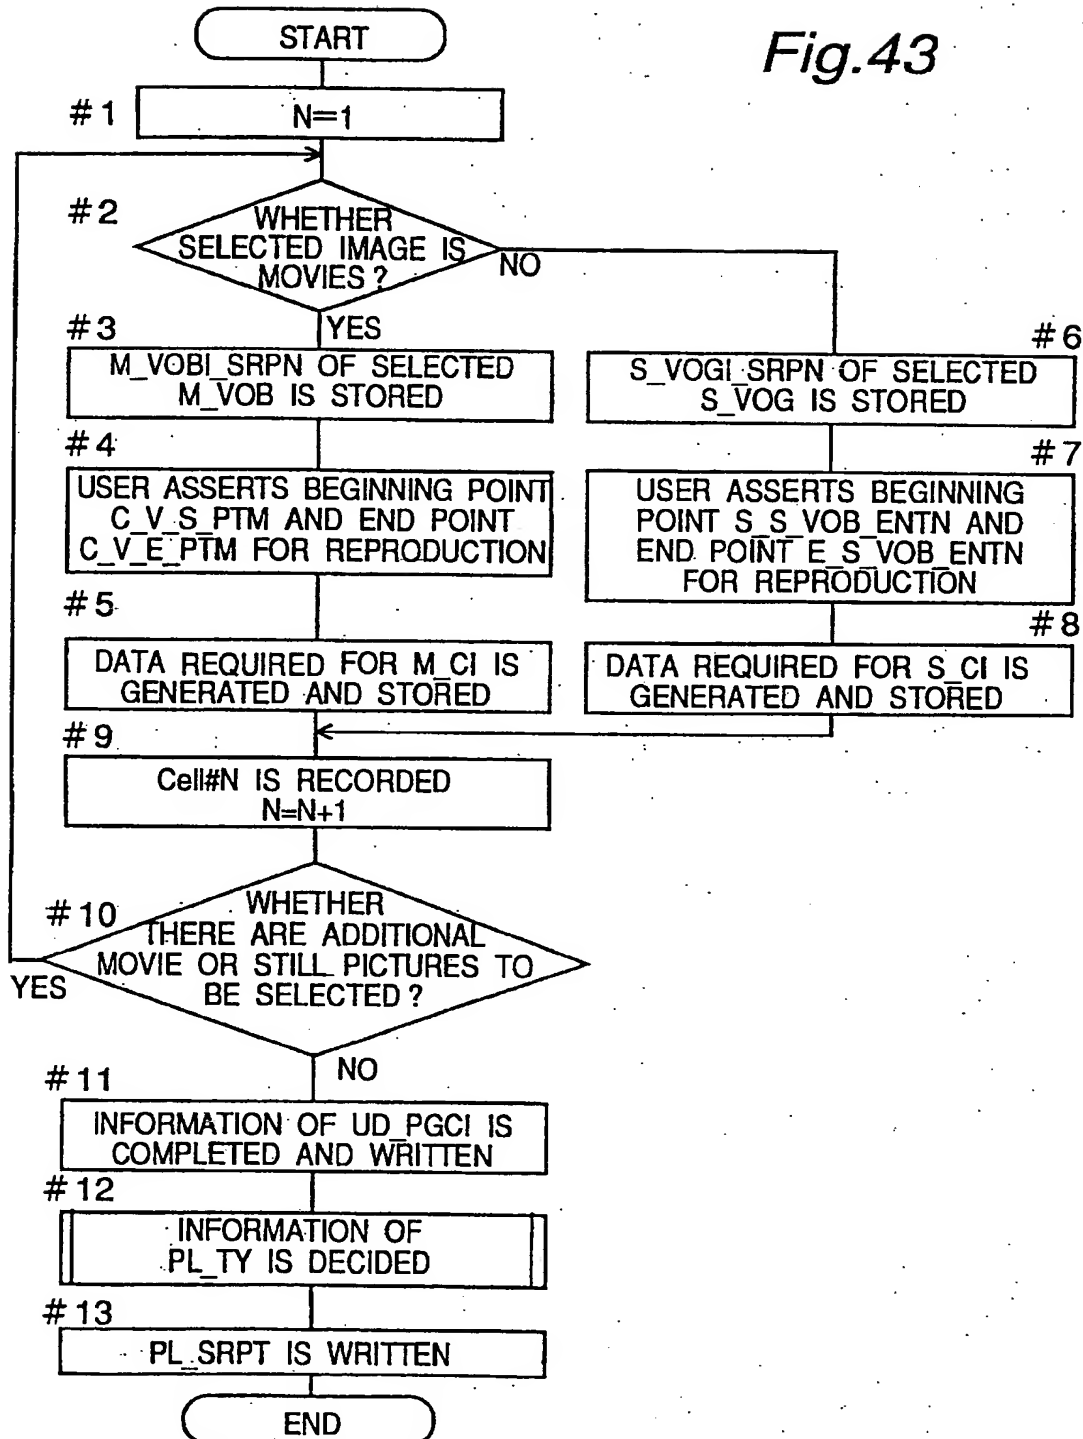 Fig.43
START
#1
N=1
#2
WHETHER
SELECTED IMAGE IS
MOVIES?
NO
YES
#3
M_VOBI_SRPN OF SELECTED
M_VOB IS STORED
#6
S_VOGI_SRPN OF SELECTED
S_VOG IS STORED
#4
USER ASSERTS BEGINNING POINT
C_V_S_PTM AND END POINT
C_V_E_PTM FOR REPRODUCTION
#7
USER ASSERTS BEGINNING
POINT S_S_VOB_ENTN AND
END POINT E_S_VOB_ENTN
FOR REPRODUCTION
#5
DATA REQUIRED FOR M_CI IS
GENERATED AND STORED
#8
DATA REQUIRED FOR S_CI IS
GENERATED AND STORED
#9
Cell#N IS RECORDED
N=N+1
#10
WHETHER
THERE ARE ADDITIONAL
MOVIE OR STILL PICTURES TO
BE SELECTED?
YES
NO
#11
INFORMATION OF UD_PGCI IS
COMPLETED AND WRITTEN
#12
INFORMATION OF
PL_TY IS DECIDED
#13
PL_SRPT IS WRITTEN
END